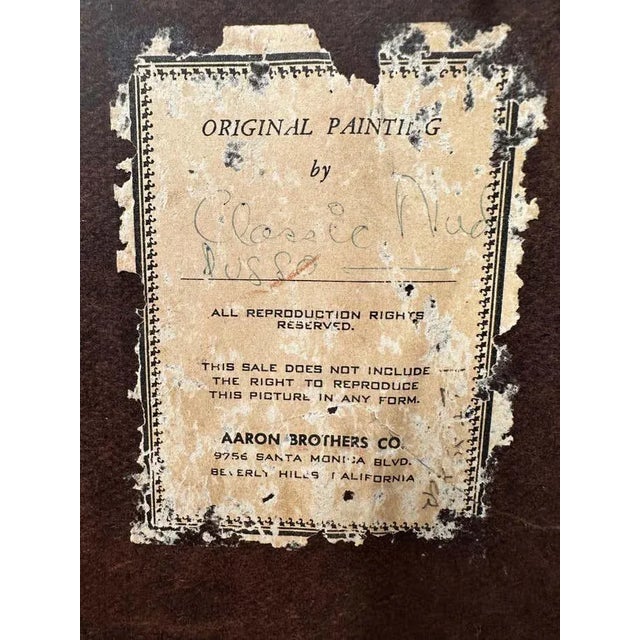 ORIGINAL PAINTING
by
Classic Nud
Russo
ALL REPRODUCTION RIGHTS
RESERVED.
THIS SALE DOES NOT INCLUDE
THE RIGHT TO REPRODUCE
THIS PICTURE IN ANY FORM.
AARON BROTHERS CO.
9756 SANTA MONICA BLVD.
BEVERLY HILLS CALIFORNIA